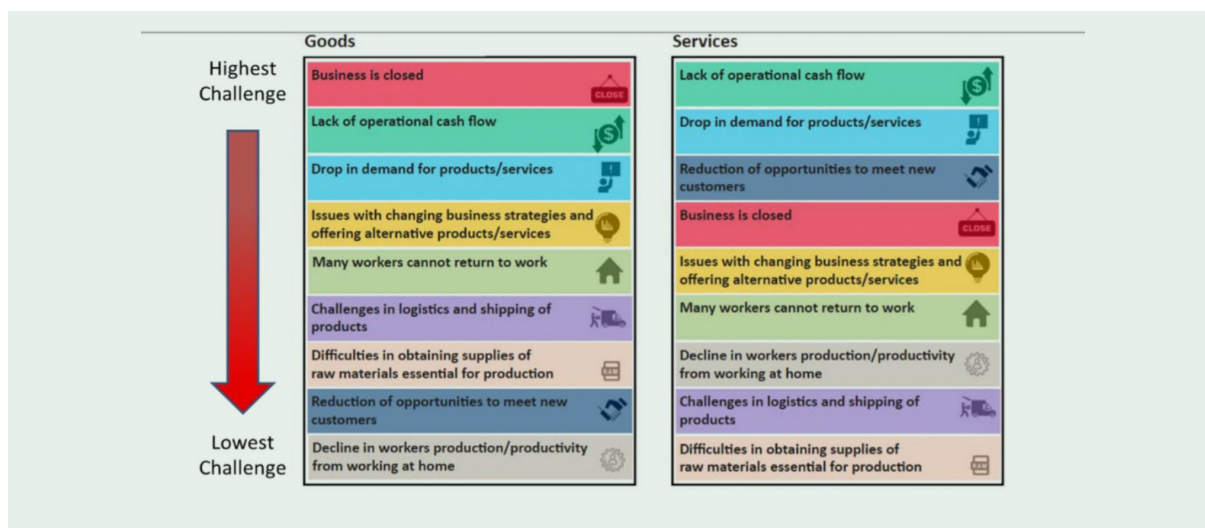 Highest
Challenge
Lowest
Challenge
Goods
Business is closed
CLOSE
Lack of operational cash flow
$
Drop in demand for products/services
Issues with changing business strategies and
offering alternative products/services
Many workers cannot return to work
Challenges in logistics and shipping of
products
Difficulties in obtaining supplies of
raw materials essential for production
RAW
Reduction of opportunities to meet new
customers
Decline in workers production/productivity
from working at home
Services
Lack of operational cash flow
$
Drop in demand for products/services
Reduction of opportunities to meet new
customers
Business is closed
CLOSE
Issues with changing business strategies and
offering alternative products/services
Many workers cannot return to work
Decline in workers production/productivity
from working at home
Challenges in logistics and shipping of
products
Difficulties in obtaining supplies of
raw materials essential for production
RAW